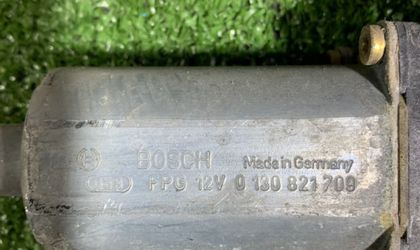 BOSCH Made in Germany
FPG 12V 0 130 821 709